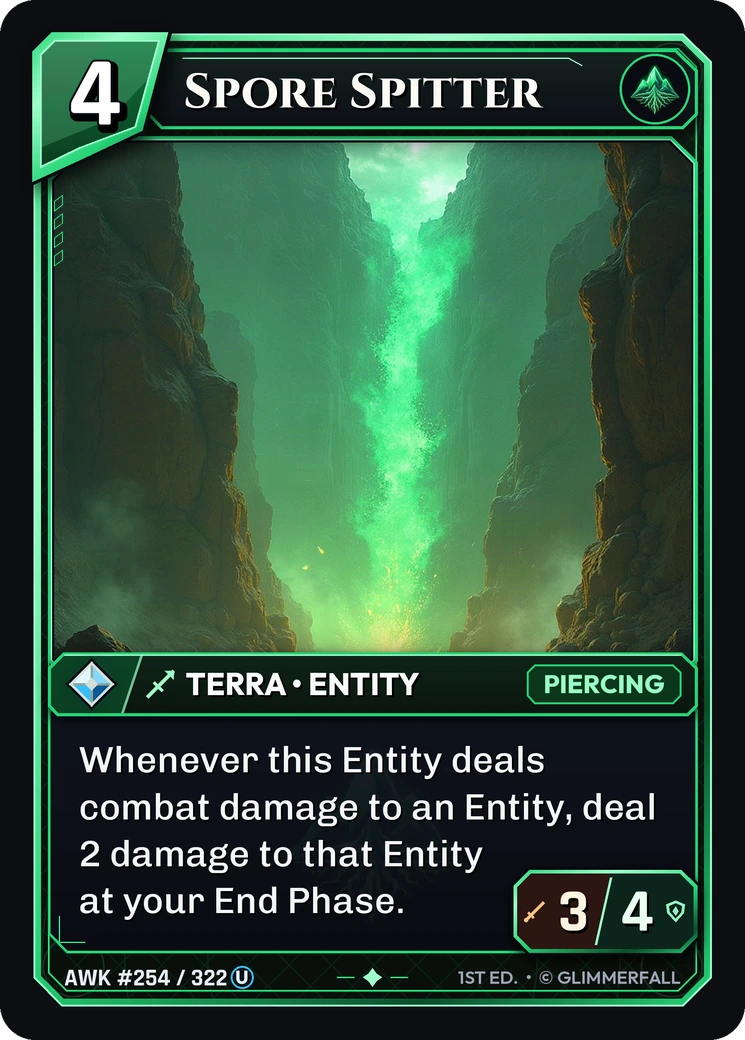 4
SPORE SPITTER
TERRA • ENTITY
PIERCING
Whenever this Entity deals
combat damage to an Entity, deal
2 damage to that Entity
at your End Phase.
3 / 4
AWK #254 / 322 U
1ST ED. • © GLIMMERFALL